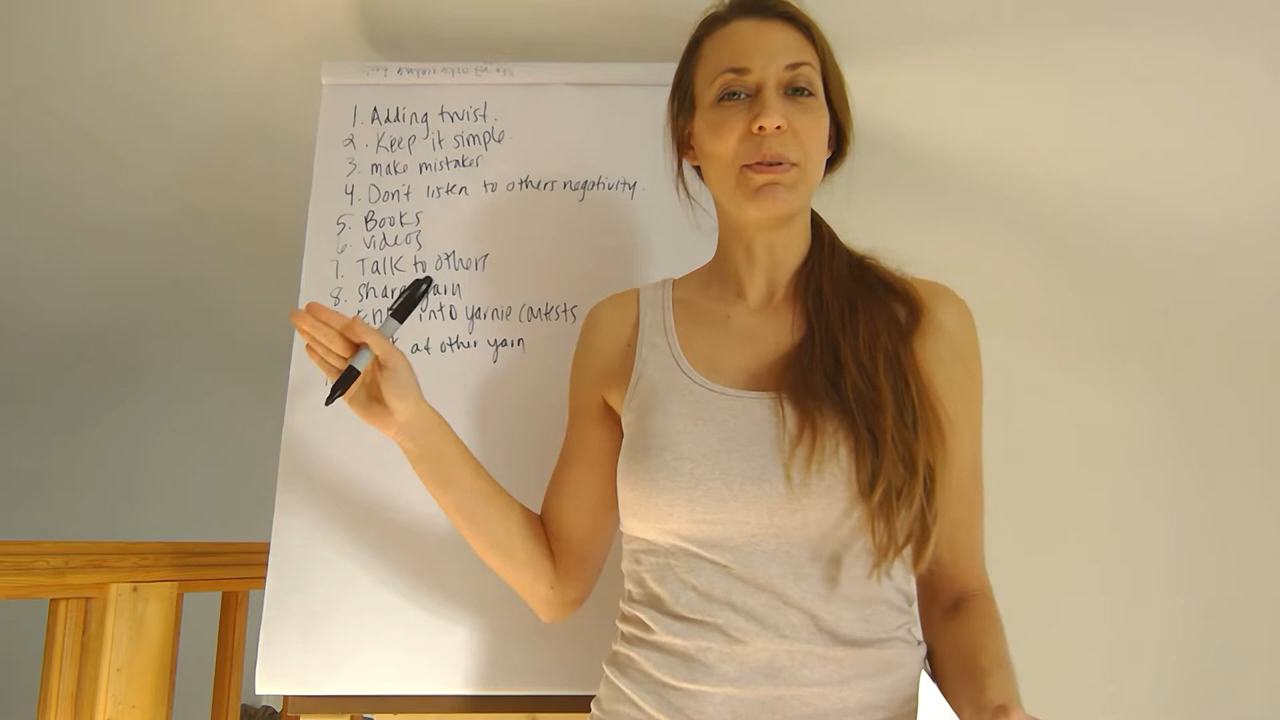 1. Adding twist.
2. Keep it simple.
3. make mistakes
4. Don't listen to others negativity.
5. Books
6. videos
7. Talk to others
8. share yarn
into yarnie contests
at other yarn